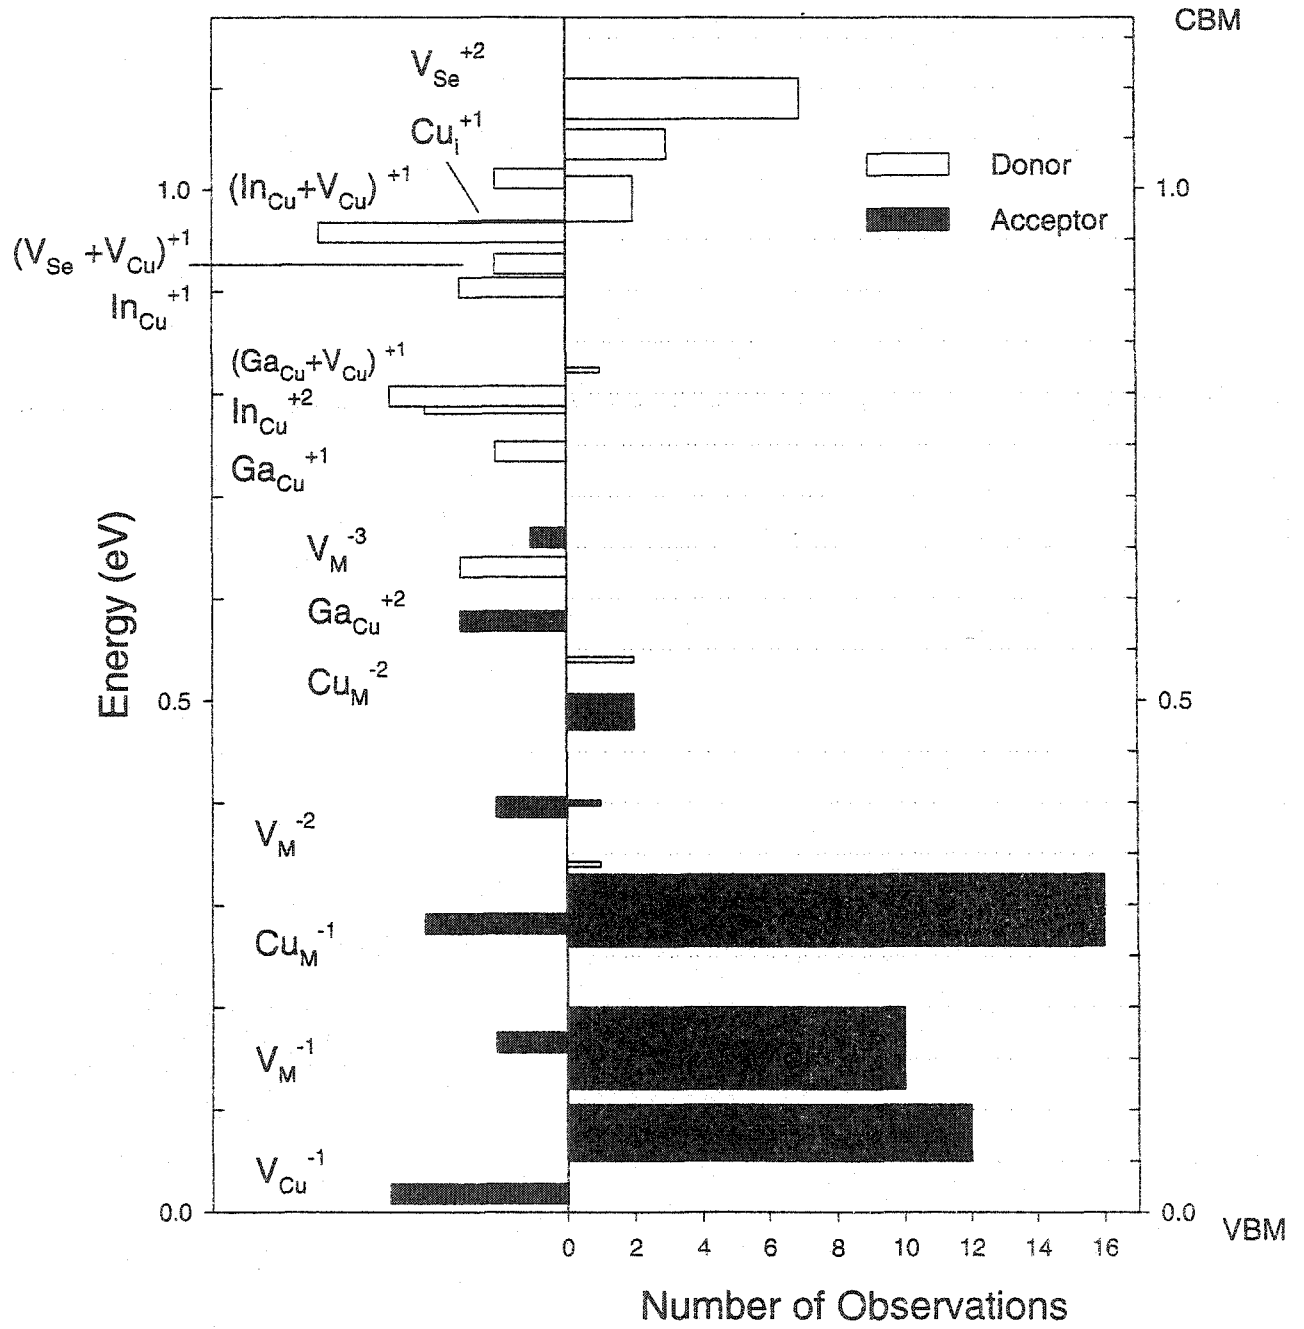 CBM
V_Se^+2
Cu_i^+1
Donor
(In_Cu+V_Cu)^+1
1.0
1.0
Acceptor
(V_Se +V_Cu)^+1
In_Cu^+1
(Ga_Cu+V_Cu)^+1
In_Cu^+2
Ga_Cu^+1
V_M^-3
Energy (eV)
Ga_Cu^+2
Cu_M^-2
0.5
0.5
V_M^-2
Cu_M^-1
V_M^-1
V_Cu^-1
0.0
0.0
VBM
0 2 4 6 8 10 12 14 16
Number of Observations